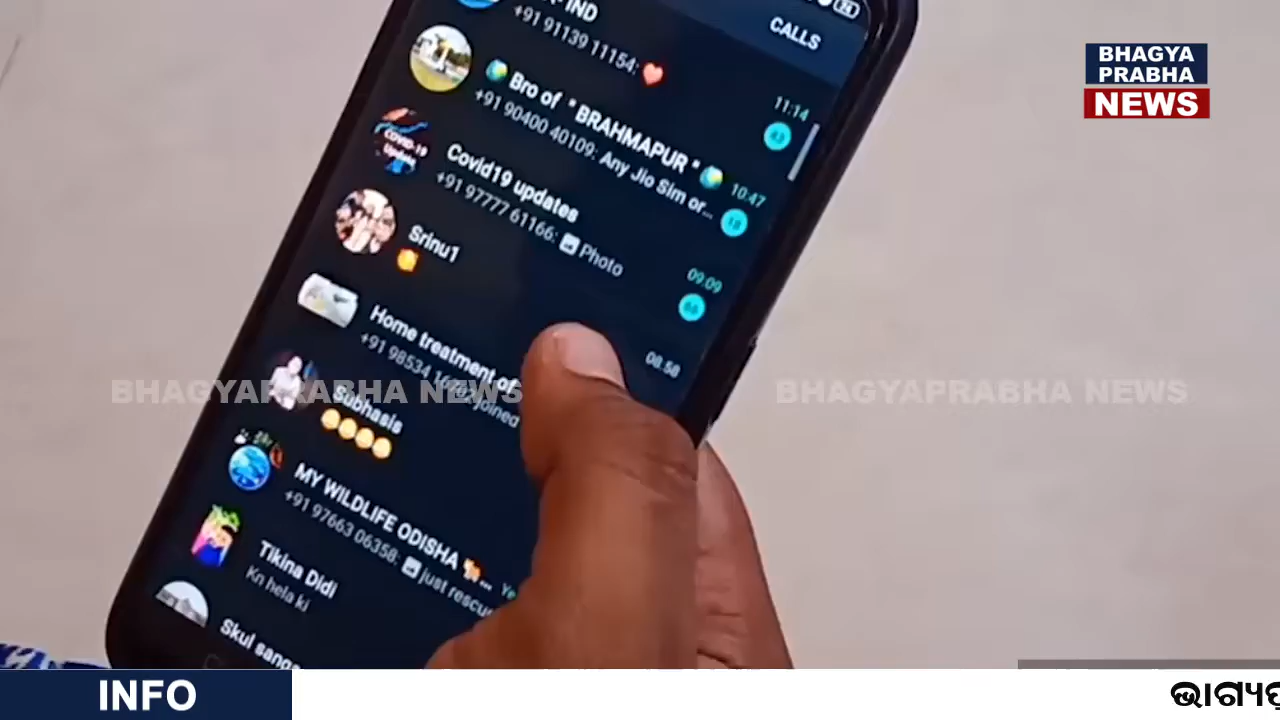 IND
CALLS
+91 91139 11154:
11:14
Bro of * BRAHMAPUR *
+91 90400 40109: Any Jio Sim or...
10:47
Covid19 updates
+91 97777 61166: Photo
09:09
Srinu1
08:58
Home treatment of
+91 98534 joined
Subhasis
MY WILDLIFE ODISHA ...
+91 97663 06358: just rescu
Tikina Didi
Kn hela ki
Skul sang
COVID-19
Update
BHAGYA
PRABHA
NEWS
BHAGYAPRABHA NEWS
BHAGYAPRABHA NEWS
INFO